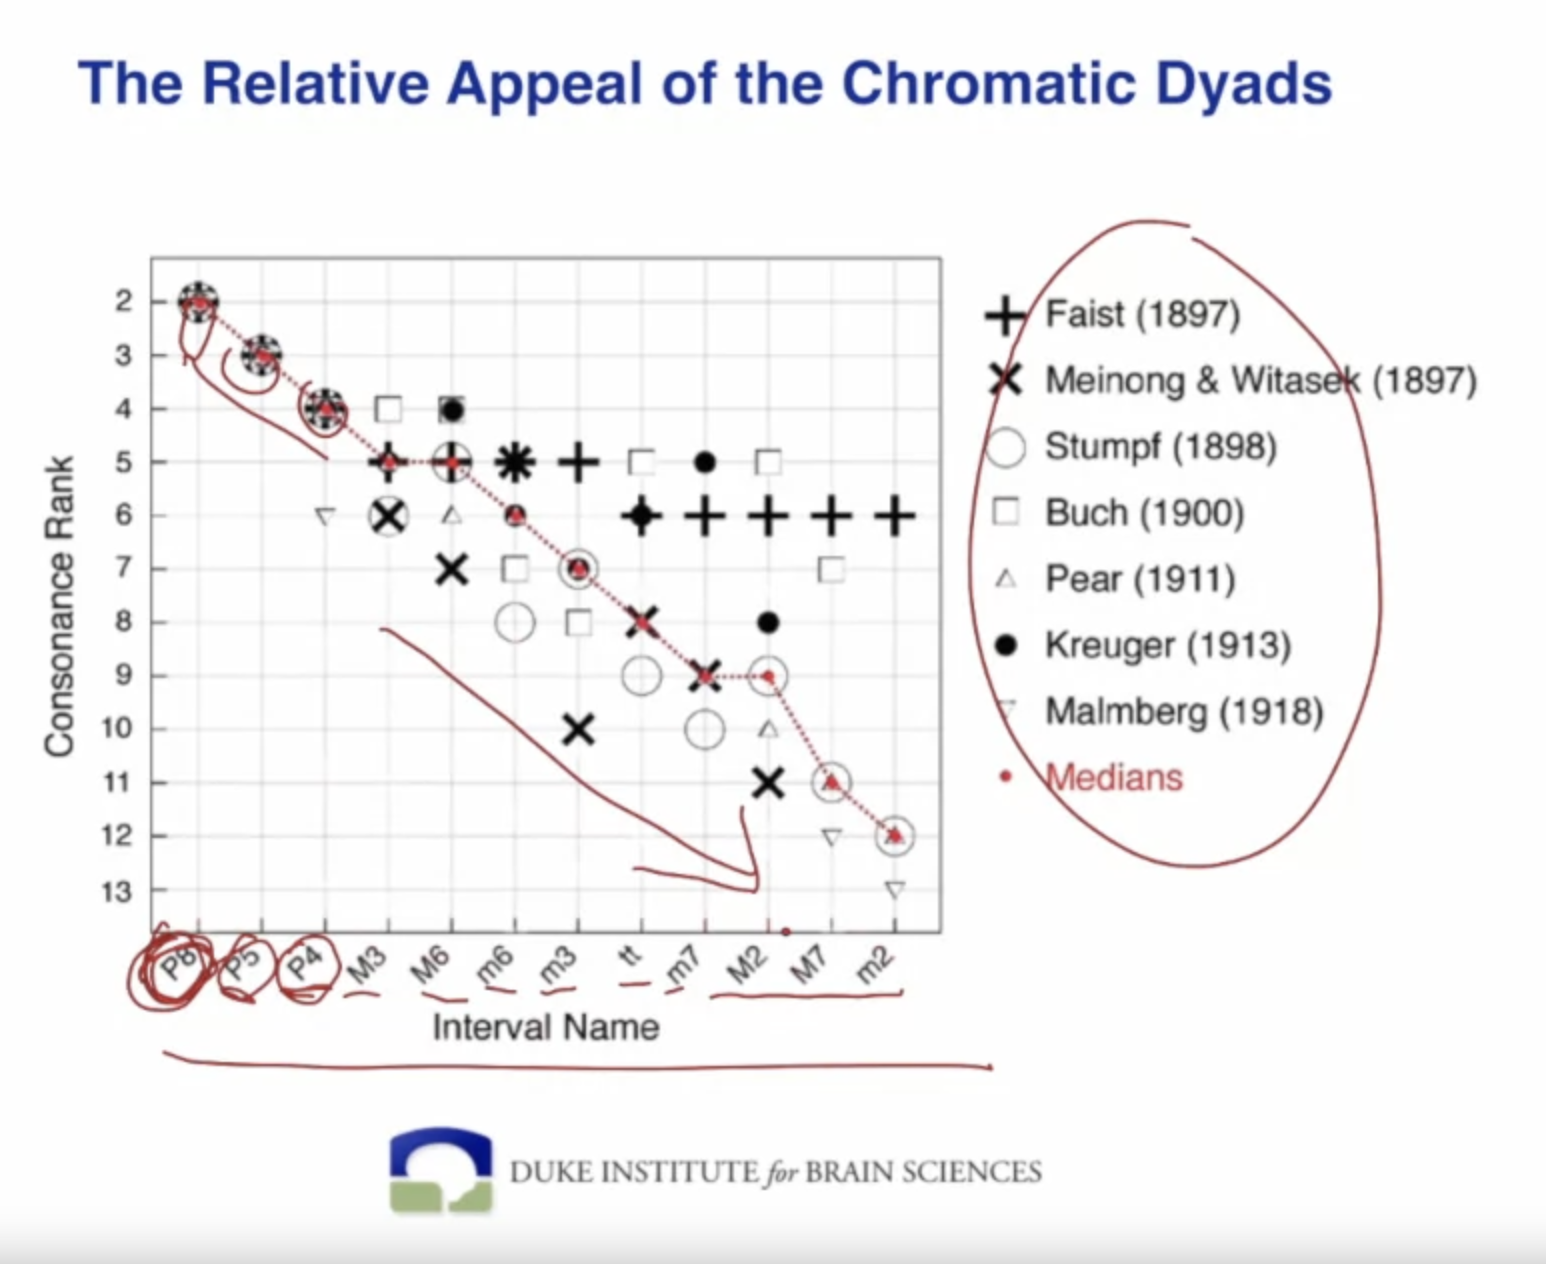 The Relative Appeal of the Chromatic Dyads
Consonance Rank
2
3
4
5
6
7
8
9
10
11
12
13
P8 P5 P4 M3 M6 m6 m3 tt m7 M2 M7 m2
Interval Name
Faist (1897)
Meinong & Witasek (1897)
Stumpf (1898)
Buch (1900)
Pear (1911)
Kreuger (1913)
Malmberg (1918)
Medians
DUKE INSTITUTE for BRAIN SCIENCES